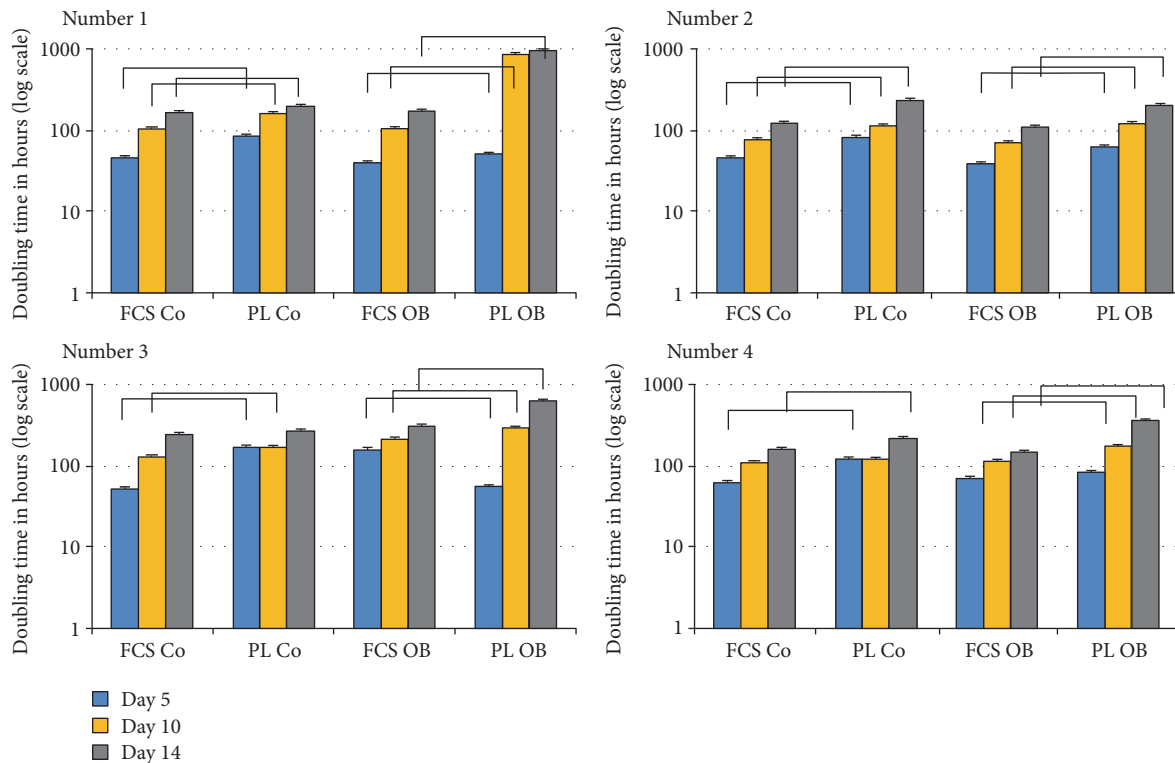 Number 1
Doubling time in hours (log scale)
1000
100
10
1
FCS Co PL Co FCS OB PL OB
Number 2
Doubling time in hours (log scale)
1000
100
10
1
FCS Co PL Co FCS OB PL OB
Number 3
Doubling time in hours (log scale)
1000
100
10
1
FCS Co PL Co FCS OB PL OB
Number 4
Doubling time in hours (log scale)
1000
100
10
1
FCS Co PL Co FCS OB PL OB
Day 5
Day 10
Day 14